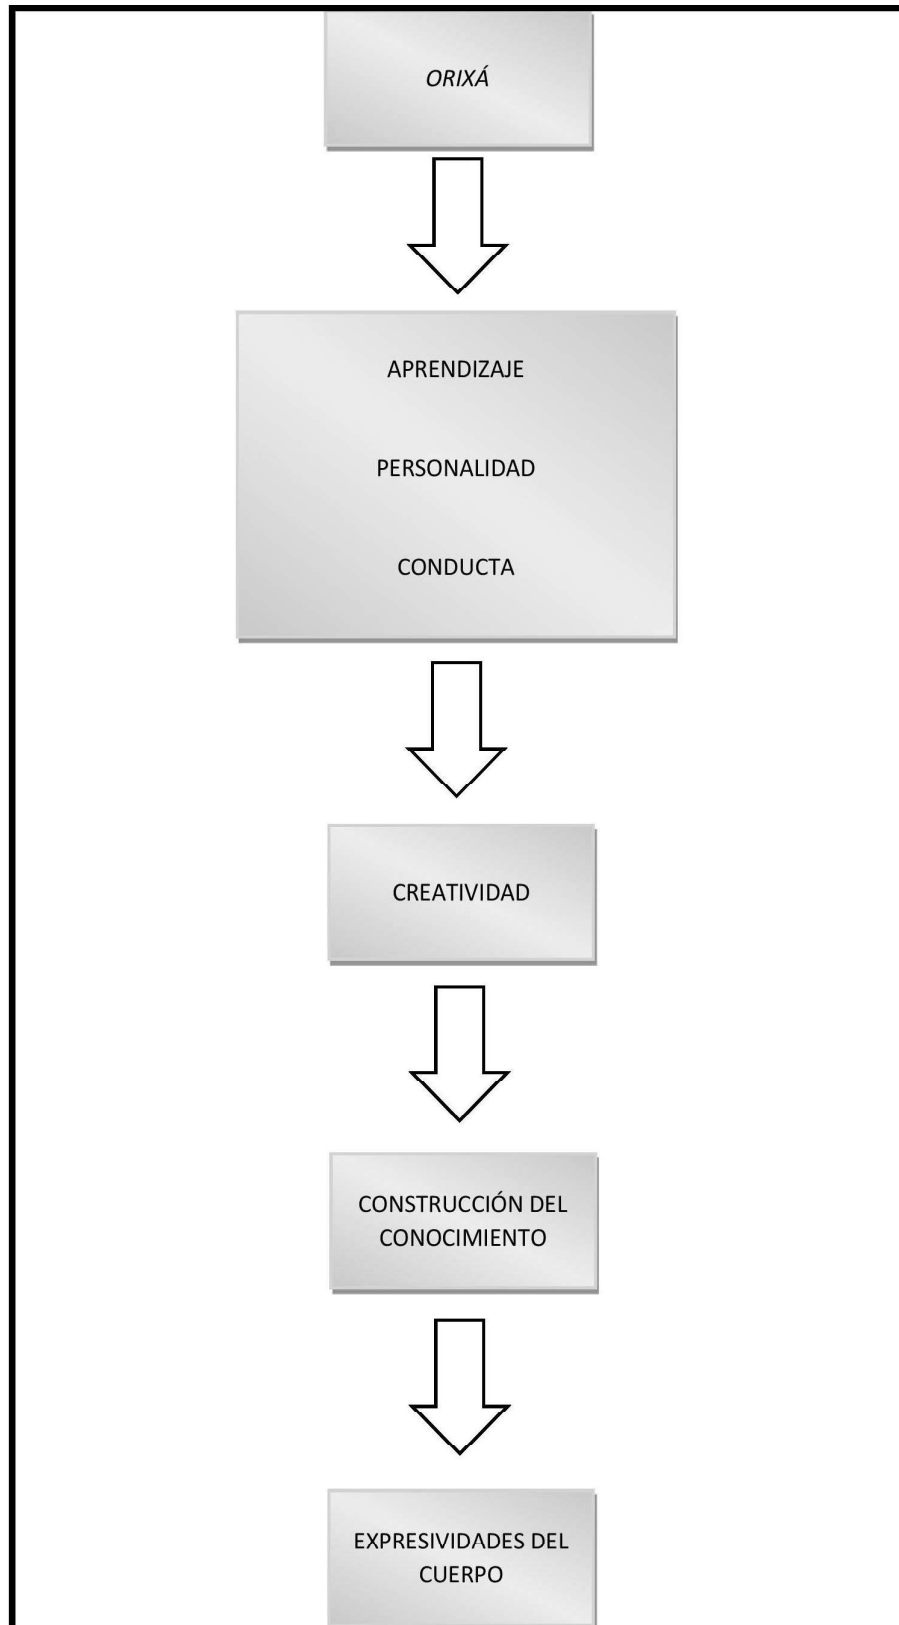 ORIXÁ
APRENDIZAJE
PERSONALIDAD
CONDUCTA
CREATIVIDAD
CONSTRUCCIÓN DEL
CONOCIMIENTO
EXPRESIVIDADES DEL
CUERPO